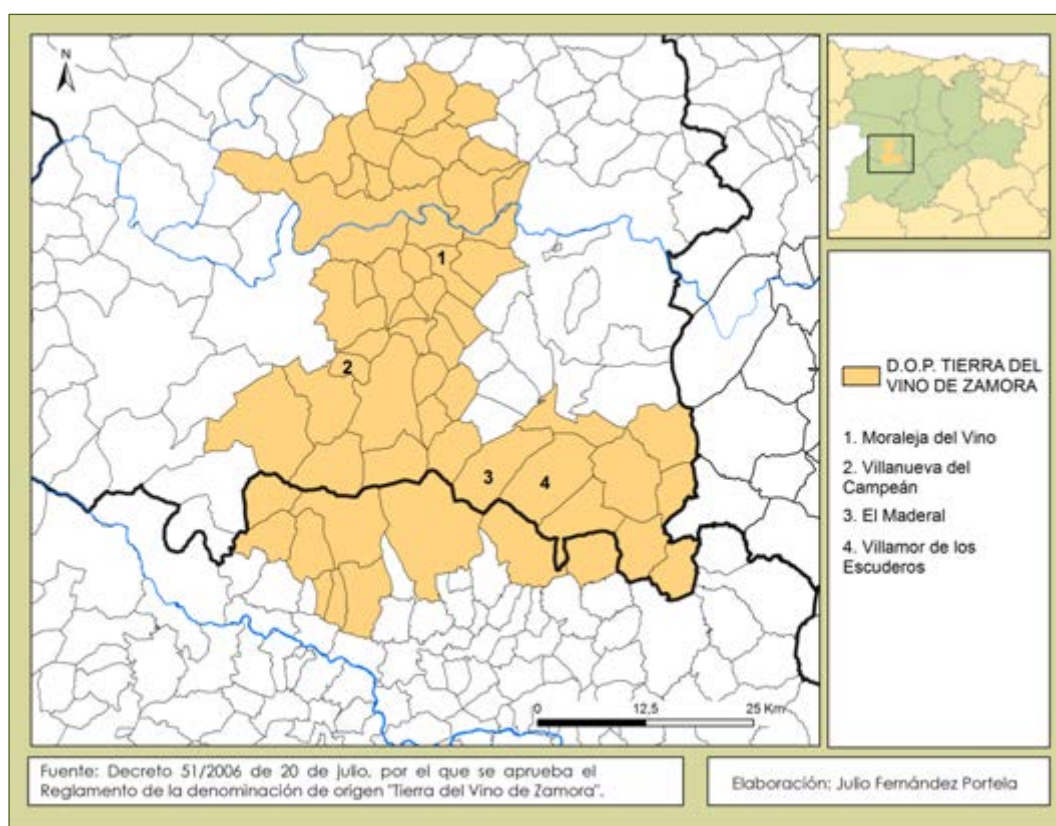 N
1
2
3
4
0 12,5 25 Km
D.O.P. TIERRA DEL
VINO DE ZAMORA
1. Moraleja del Vino
2. Villanueva del
Campeán
3. El Maderal
4. Villamor de los
Escuderos
Fuente: Decreto 51/2006 de 20 de julio, por el que se aprueba el
Reglamento de la denominación de origen "Tierra del Vino de Zamora".
Elaboración: Julio Fernández Portela